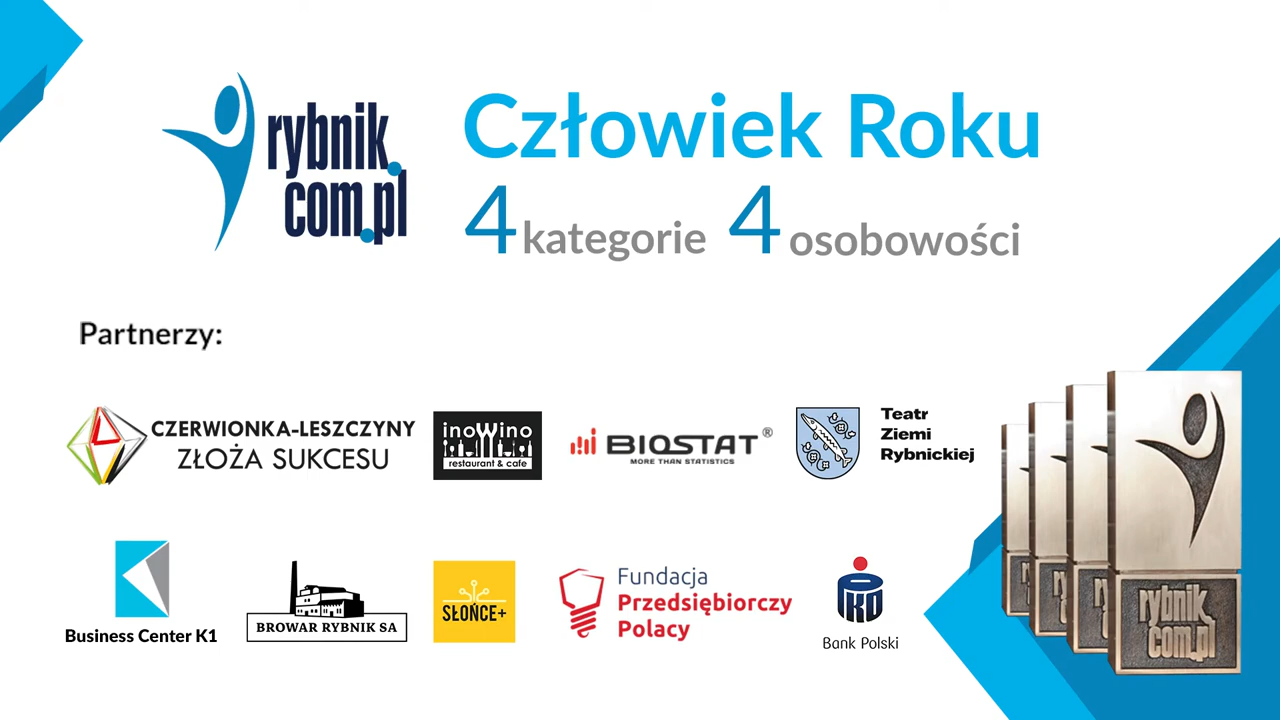 rybnik.
com.pl
Człowiek Roku
4 kategorie 4 osobowości
Partnerzy:
CZERWIONKA-LESZCZYNY
ZŁOŻA SUKCESU
inoWino
restaurant & cafe
BIOSTAT®
MORE THAN STATISTICS
Teatr
Ziemi
Rybnickiej
Business Center K1
BROWAR RYBNIK SA
SŁOŃCE+
Fundacja
Przedsiębiorczy
Polacy
PKO
Bank Polski
rybnik.
com.pl